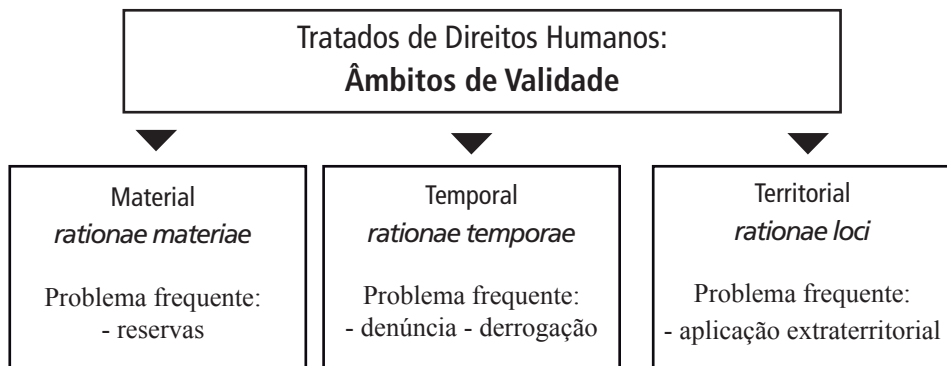 Tratados de Direitos Humanos:
Âmbitos de Validade
Material
rationae materiae
Problema frequente:
- reservas
Temporal
rationae temporae
Problema frequente:
- denúncia - derrogação
Territorial
rationae loci
Problema frequente:
- aplicação extraterritorial